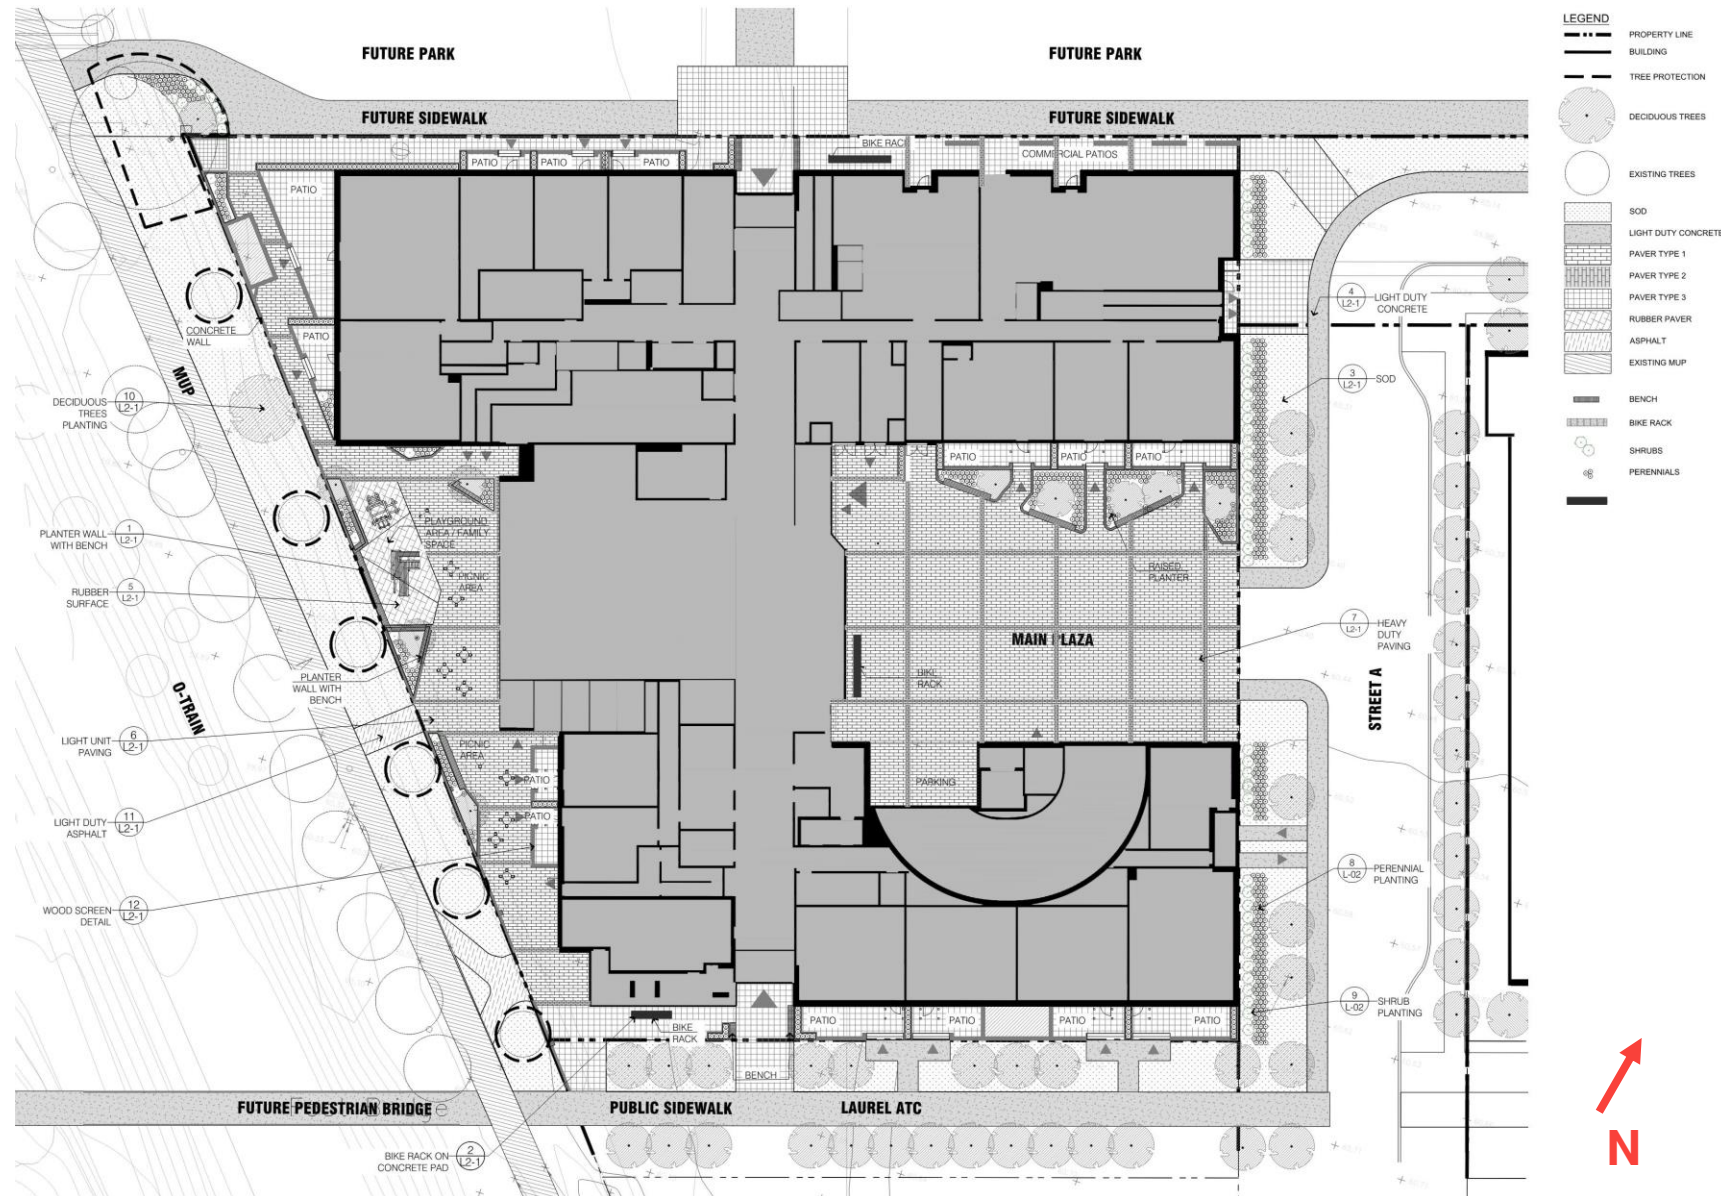 LEGEND
PROPERTY LINE
BUILDING
TREE PROTECTION
DECIDUOUS TREES
EXISTING TREES
SOD
LIGHT DUTY CONCRETE
PAVER TYPE 1
PAVER TYPE 2
PAVER TYPE 3
RUBBER PAVER
ASPHALT
EXISTING MUP
BENCH
BIKE RACK
SHRUBS
PERENNIALS
FUTURE PARK
FUTURE PARK
FUTURE SIDEWALK
FUTURE SIDEWALK
BIKE RACK
COMMERCIAL PATIOS
PATIO
PATIO
PATIO
PATIO
CONCRETE
WALL
PATIO
MUP
4
L2-1
LIGHT DUTY
CONCRETE
3
L2-1
SOD
DECIDUOUS
TREES
PLANTING
10
L2-1
PATIO
PATIO
PATIO
PLANTER WALL
WITH BENCH
1
L2-1
PLAYGROUND
AREA / FAMILY
SPACE
PICNIC
AREA
RAISED
PLANTER
RUBBER
SURFACE
5
L2-1
MAIN PLAZA
7
L2-1
HEAVY
DUTY
PAVING
PLANTER
WALL WITH
BENCH
BIKE
RACK
O-TRAIN
STREET A
LIGHT UNIT
PAVING
6
L2-1
PICNIC
AREA
PATIO
PARKING
PATIO
LIGHT DUTY
ASPHALT
11
L2-1
8
L-02
PERENNIAL
PLANTING
WOOD SCREEN
DETAIL
12
L2-1
9
L-02
SHRUB
PLANTING
BIKE
RACK
PATIO
PATIO
PATIO
PATIO
BENCH
FUTURE PEDESTRIAN BRIDGE
PUBLIC SIDEWALK
LAUREL ATC
BIKE RACK ON
CONCRETE PAD
2
L2-1
N